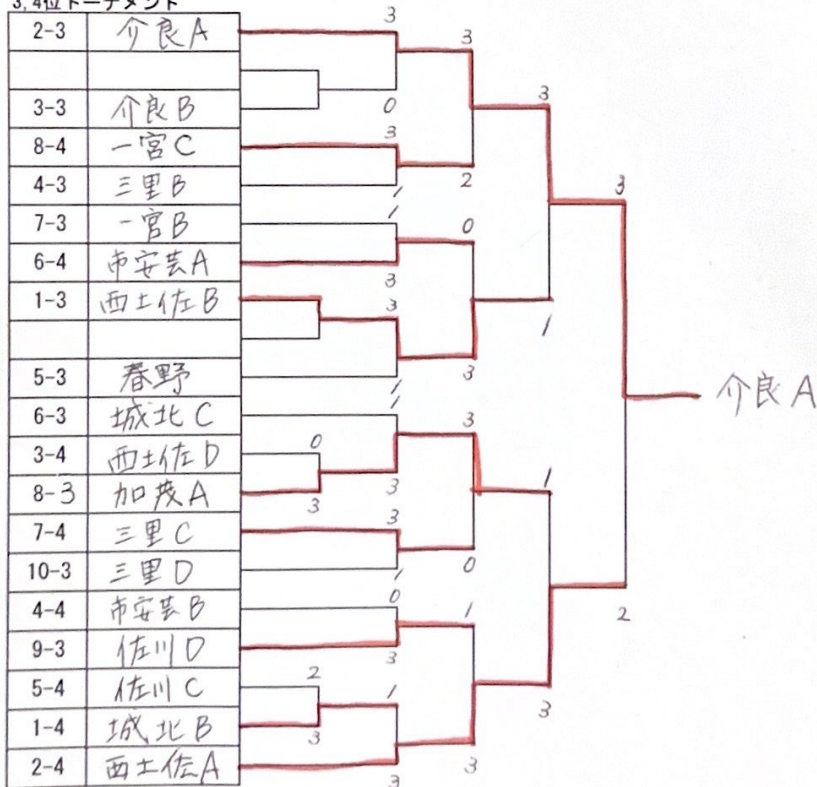 3,4位トーナメント
2-3 介良A
3-3 介良B
8-4 一宮C
4-3 三里B
7-3 一宮B
6-4 市安芸A
1-3 西土佐B
5-3 春野
6-3 城北C
3-4 西土佐D
8-3 加茂A
7-4 三里C
10-3 三里D
4-4 市安芸B
9-3 佐川D
5-4 佐川C
1-4 城北B
2-4 西土佐A
3
0
3
1
1
3
3
1
1
3
3
1
0
3
1
3
0
3
2
3
3
2
0
3
3
0
1
3
3
1
1
3
3
2
介良A